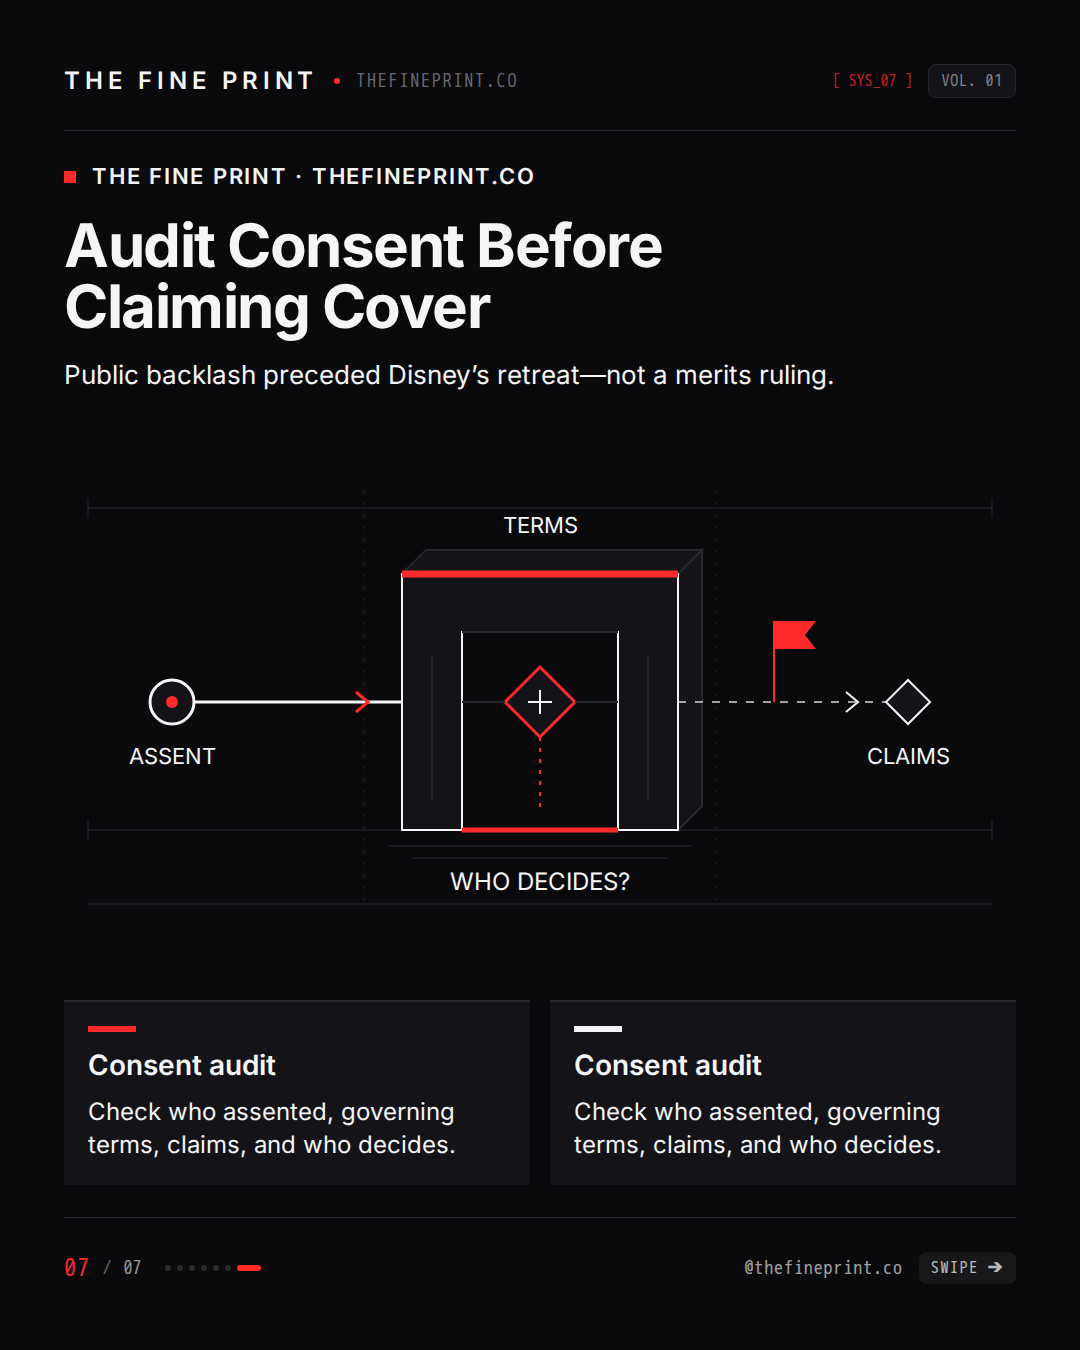 THE FINE PRINT • THEFINEPRINT.CO
[ SYS_07 ] VOL. 01
THE FINE PRINT · THEFINEPRINT.CO
Audit Consent Before
Claiming Cover
Public backlash preceded Disney’s retreat—not a merits ruling.
TERMS
ASSENT
CLAIMS
WHO DECIDES?
Consent audit
Check who assented, governing
terms, claims, and who decides.
Consent audit
Check who assented, governing
terms, claims, and who decides.
07 / 07
@thefineprint.co
SWIPE ➔